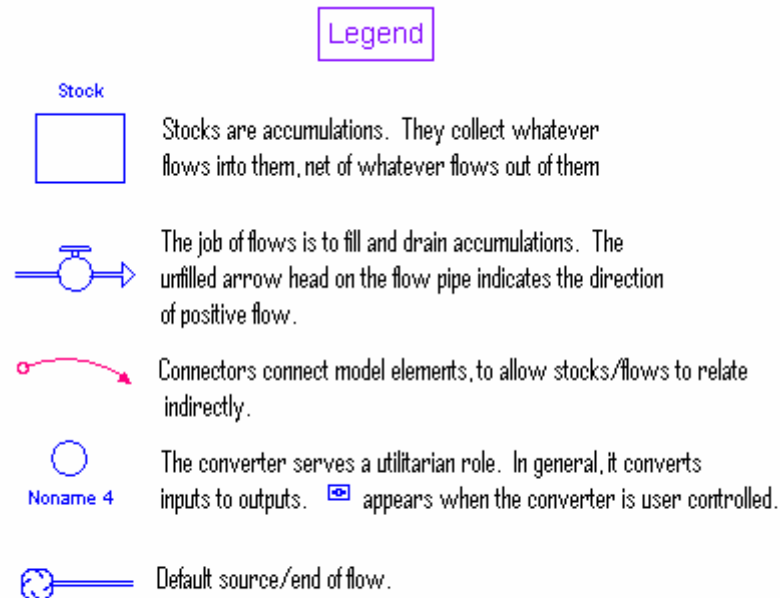 Legend
Stock
Stocks are accumulations. They collect whatever
flows into them, net of whatever flows out of them
The job of flows is to fill and drain accumulations. The
unfilled arrow head on the flow pipe indicates the direction
of positive flow.
Connectors connect model elements, to allow stocks/flows to relate
indirectly.
The converter serves a utilitarian role. In general, it converts
Noname 4
inputs to outputs. appears when the converter is user controlled.
Default source/end of flow.